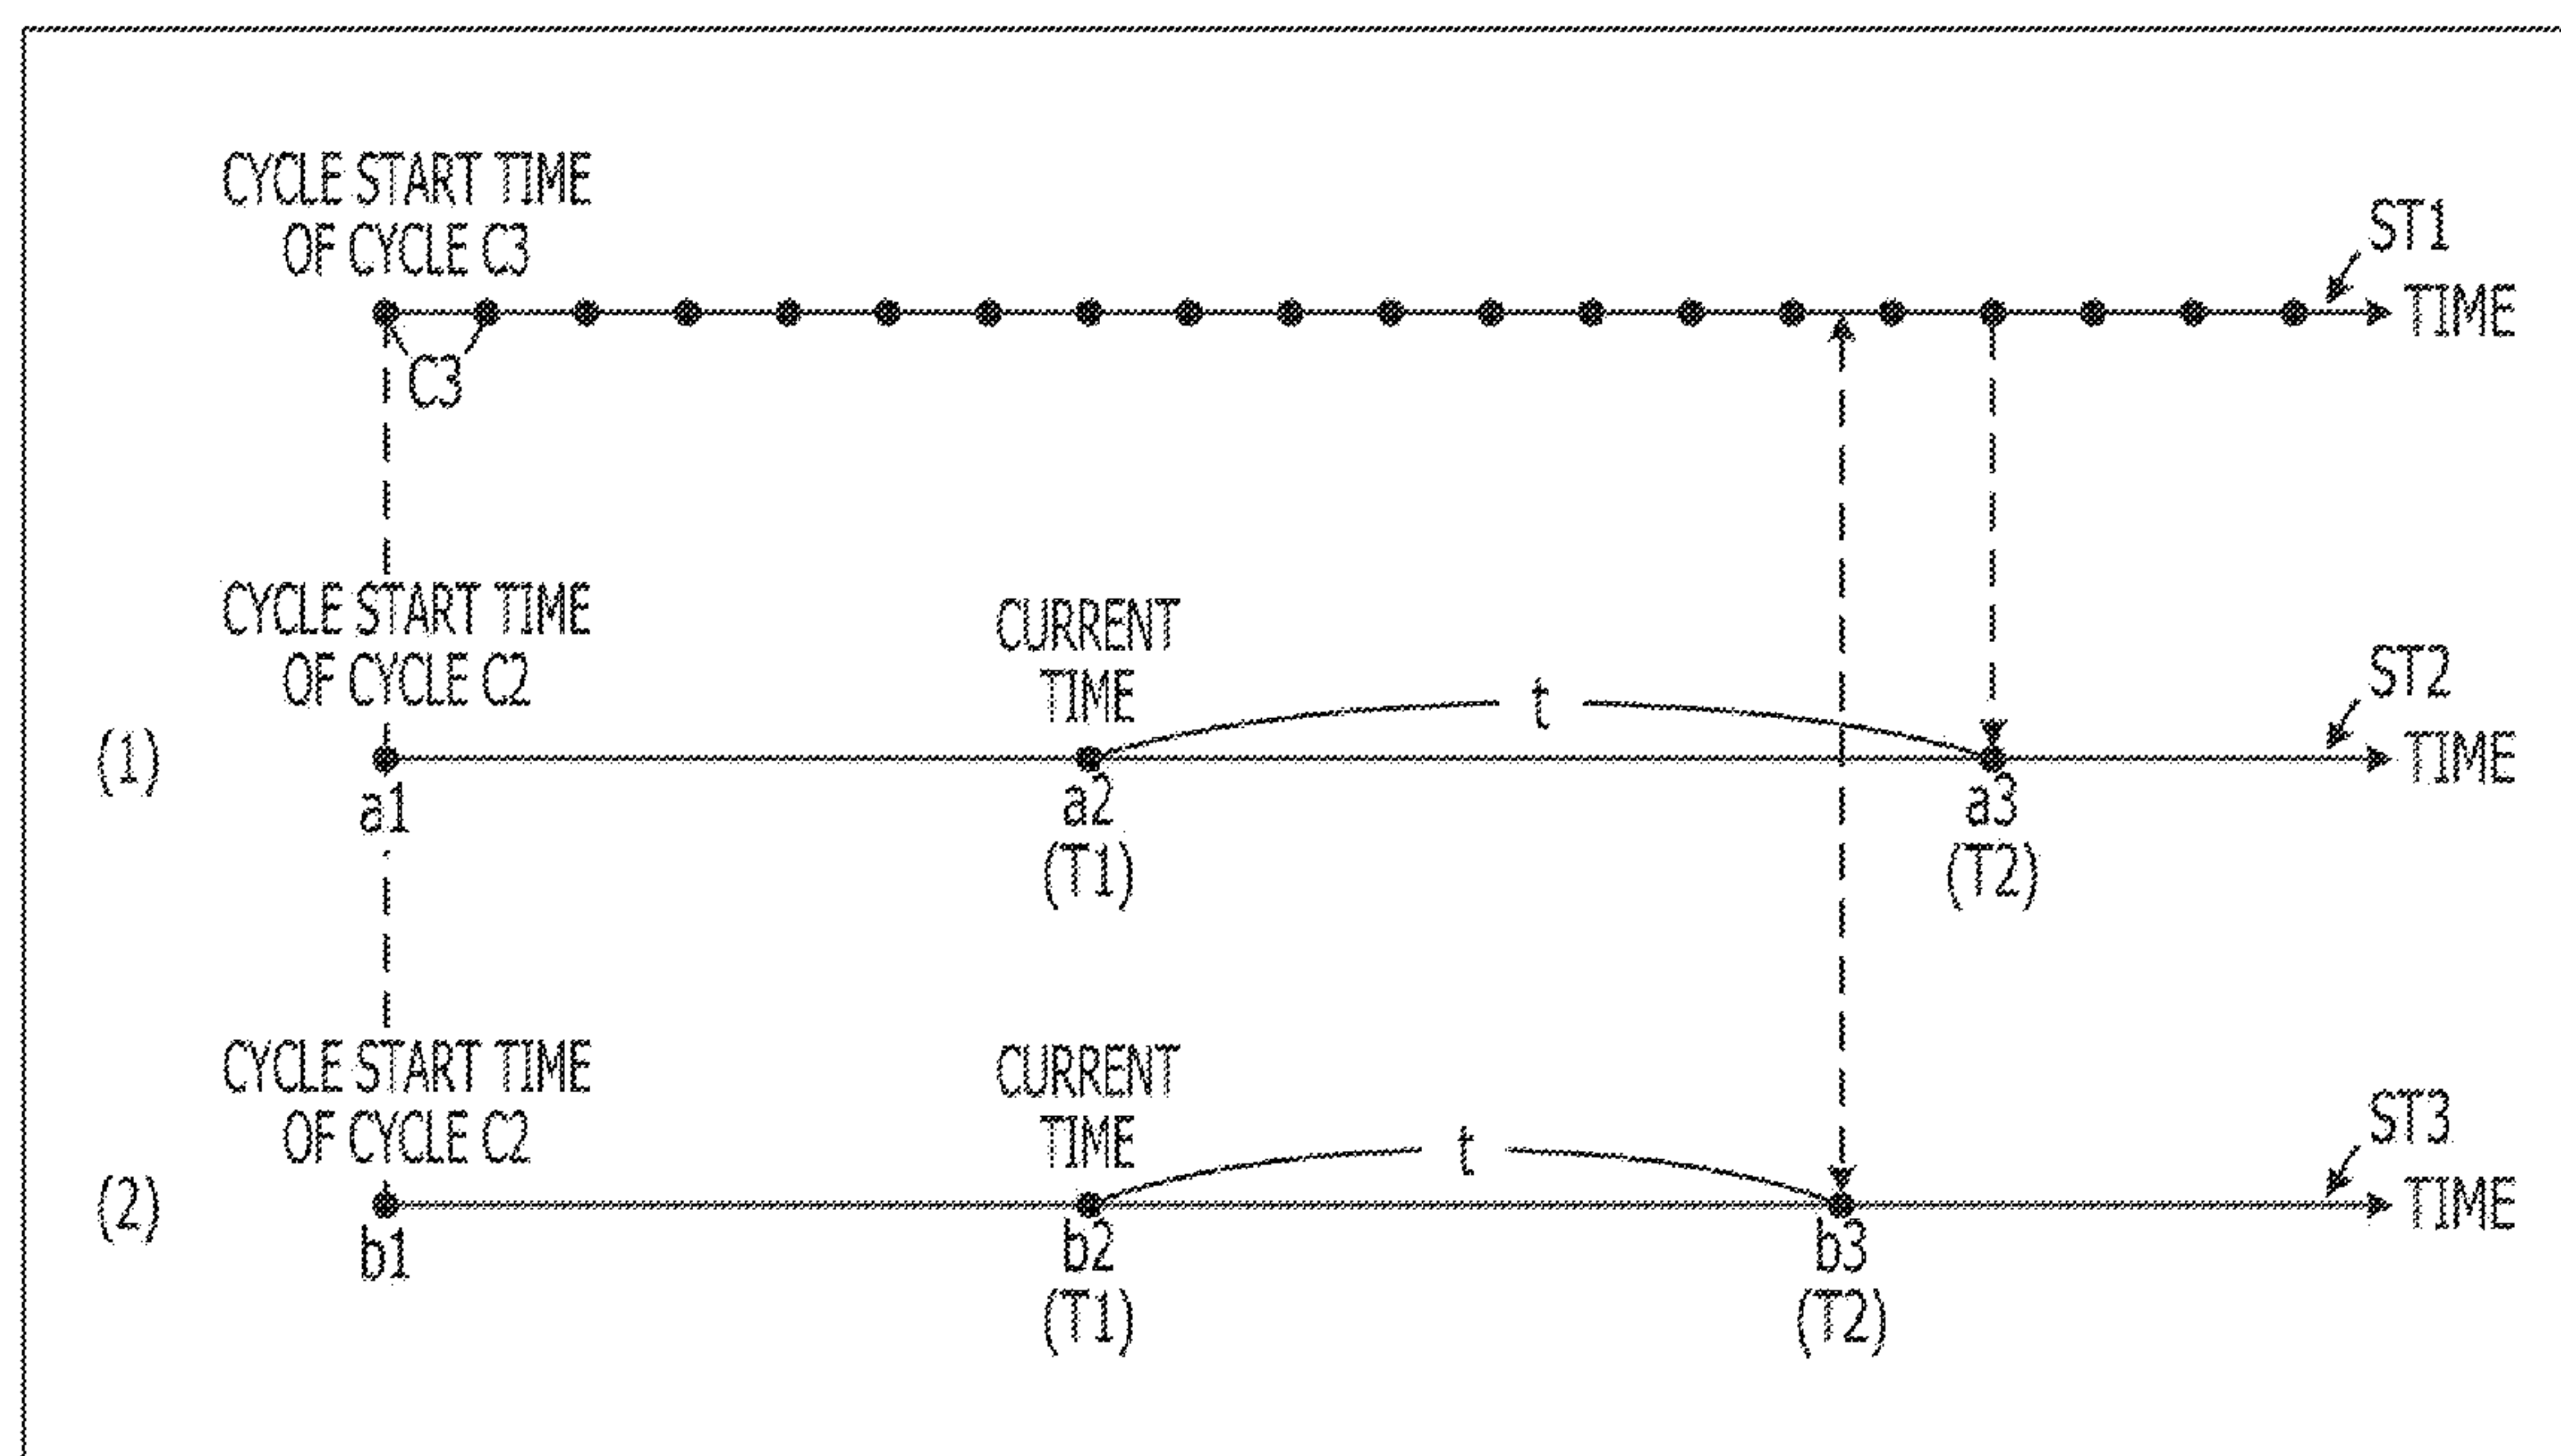 CYCLE START TIME
OF CYCLE C3
ST1
TIME
C3
CYCLE START TIME
OF CYCLE C2
CURRENT
TIME
t
ST2
(1)
TIME
a1
a2
a3
(T1)
(T2)
CYCLE START TIME
OF CYCLE C2
CURRENT
TIME
t
ST3
(2)
TIME
b1
b2
b3
(T1)
(T2)